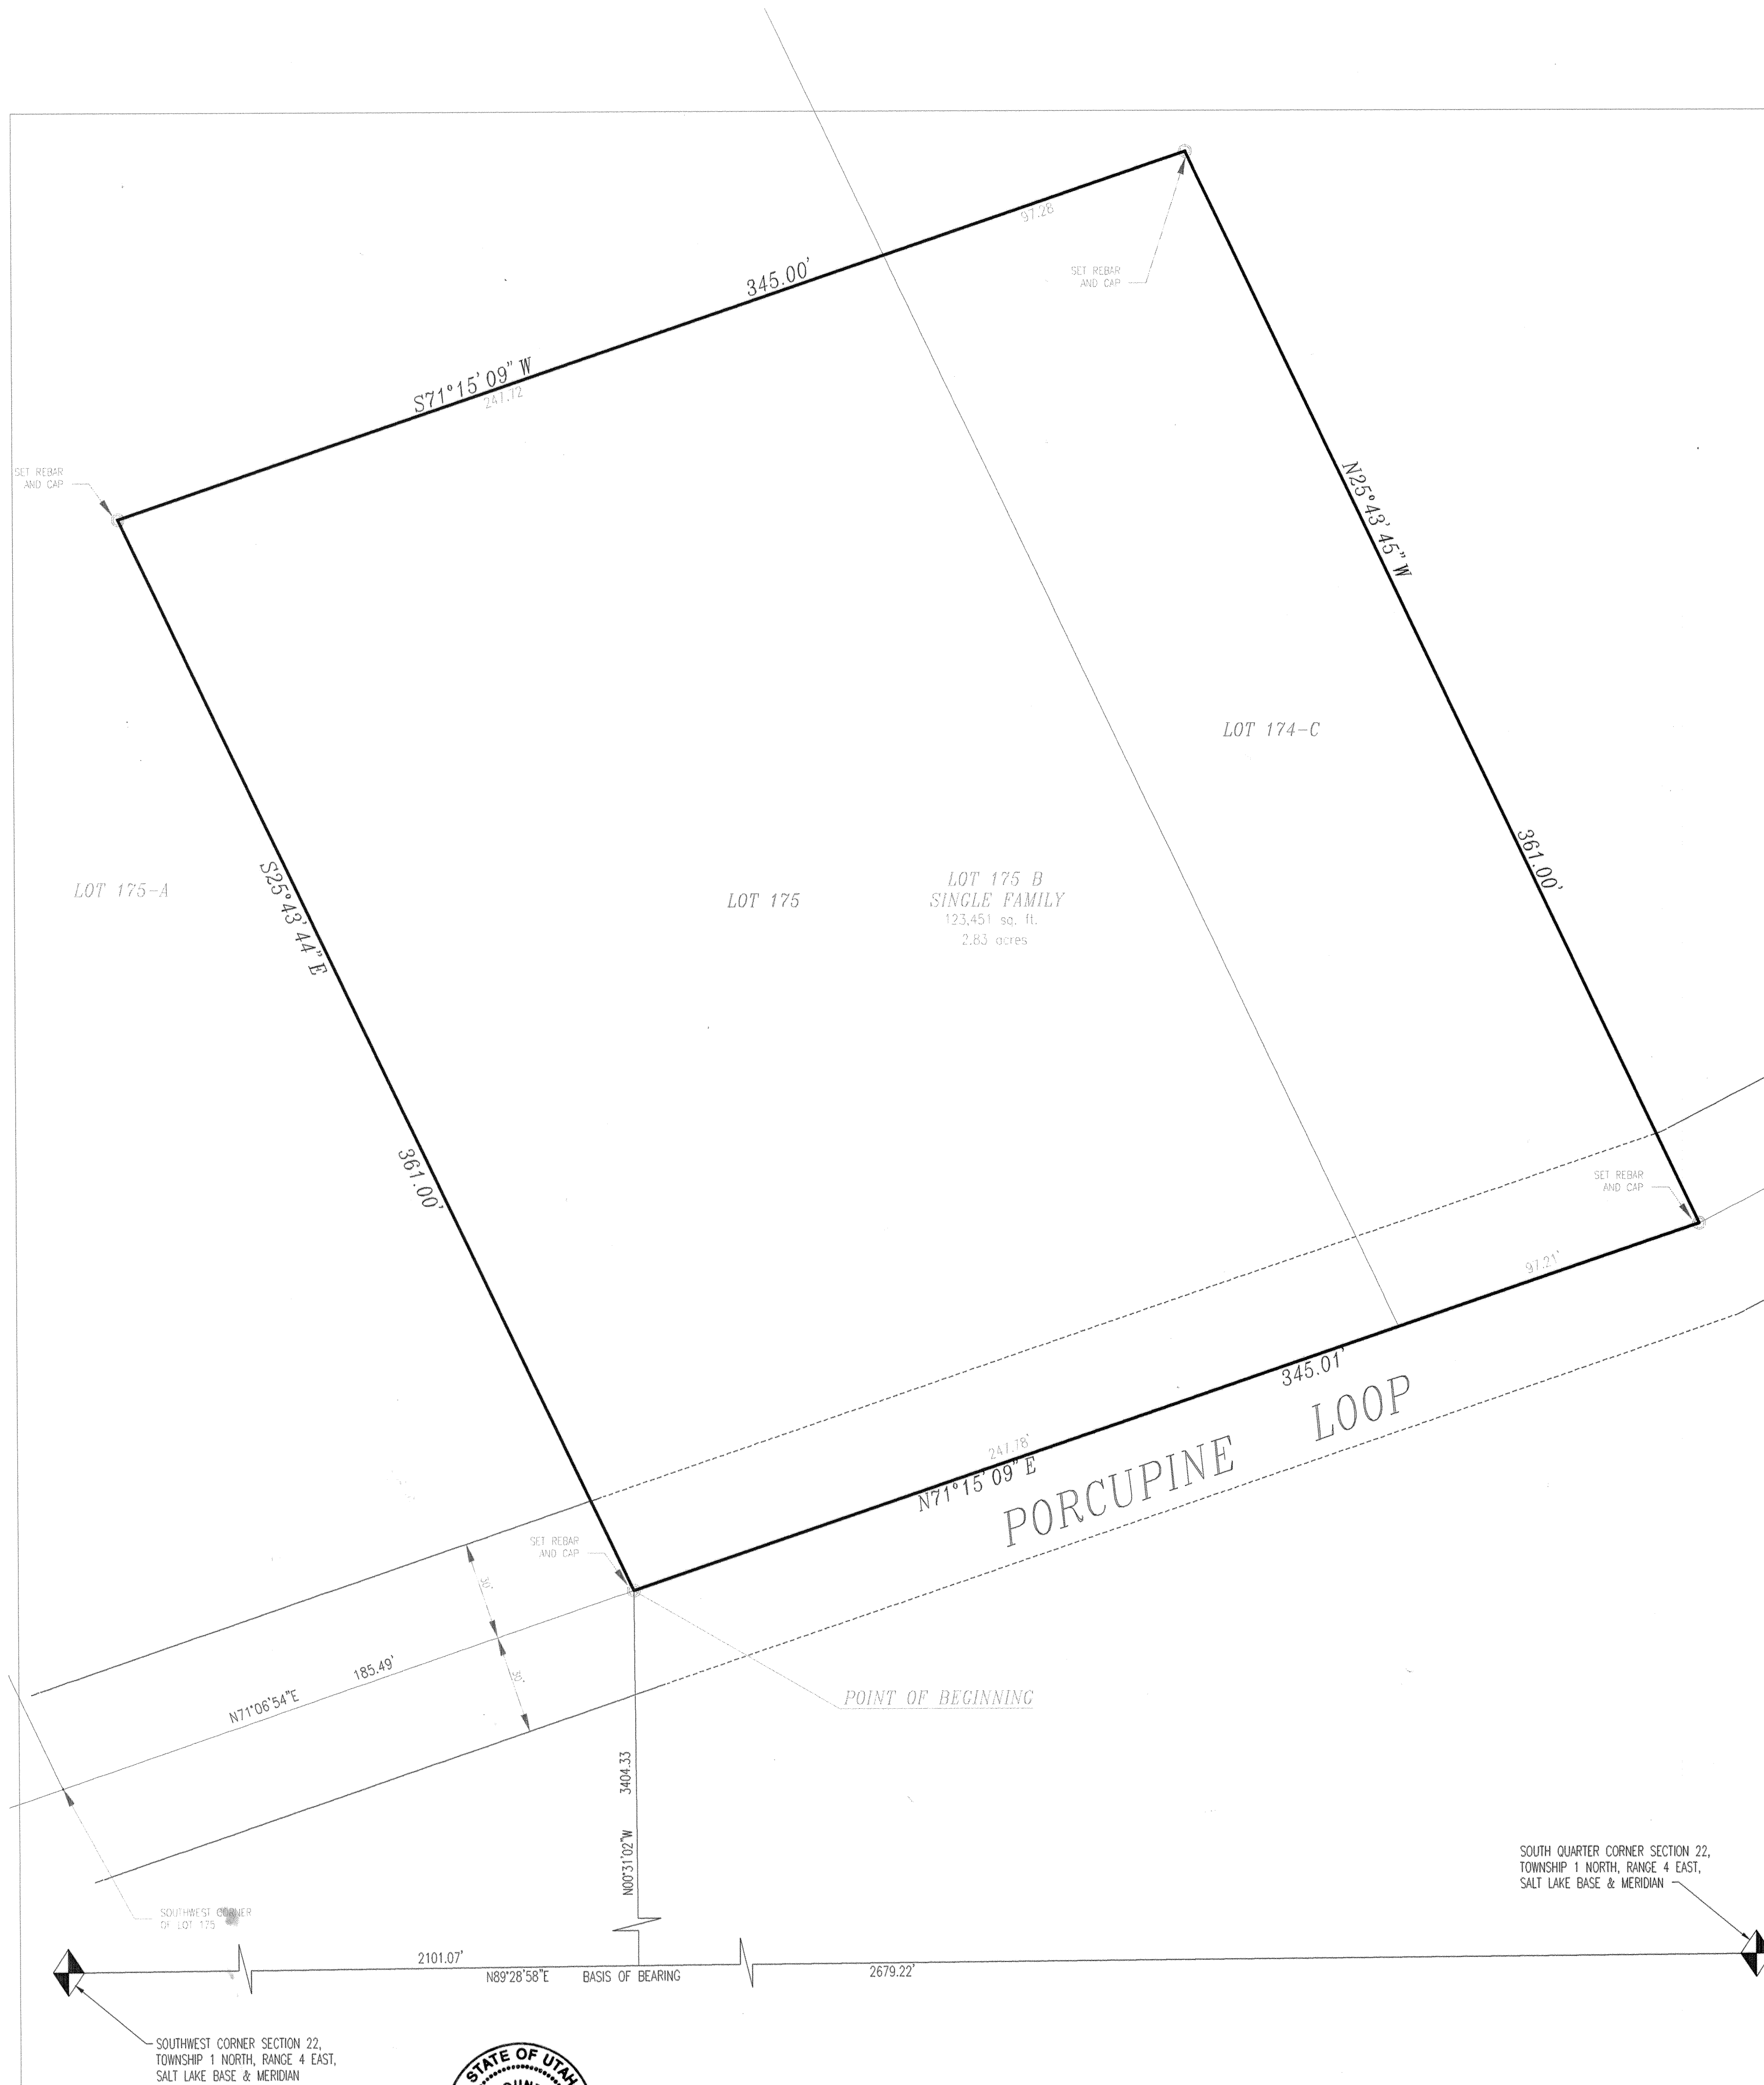 97.28
345.00'
SET REBAR
AND CAP
S71°15'09" W
247.72
SET REBAR
AND CAP
N25°43'45" W
LOT 174-C
361.00'
LOT 175-A
S25°43'44" E
LOT 175
LOT 175 B
SINGLE FAMILY
123,451 sq. ft.
2.83 acres
361.00'
SET REBAR
AND CAP
97.21'
345.01'
247.78'
N71°15'09" E
PORCUPINE LOOP
SET REBAR
AND CAP
30'
30'
185.49'
N71°06'54"E
POINT OF BEGINNING
3404.33
N00°31'02"W
SOUTH QUARTER CORNER SECTION 22,
TOWNSHIP 1 NORTH, RANGE 4 EAST,
SALT LAKE BASE & MERIDIAN
SOUTHWEST CORNER
OF LOT 175
2101.07'
N89°28'58"E BASIS OF BEARING
2679.22'
SOUTHWEST CORNER SECTION 22,
TOWNSHIP 1 NORTH, RANGE 4 EAST,
SALT LAKE BASE & MERIDIAN
STATE OF UTAH